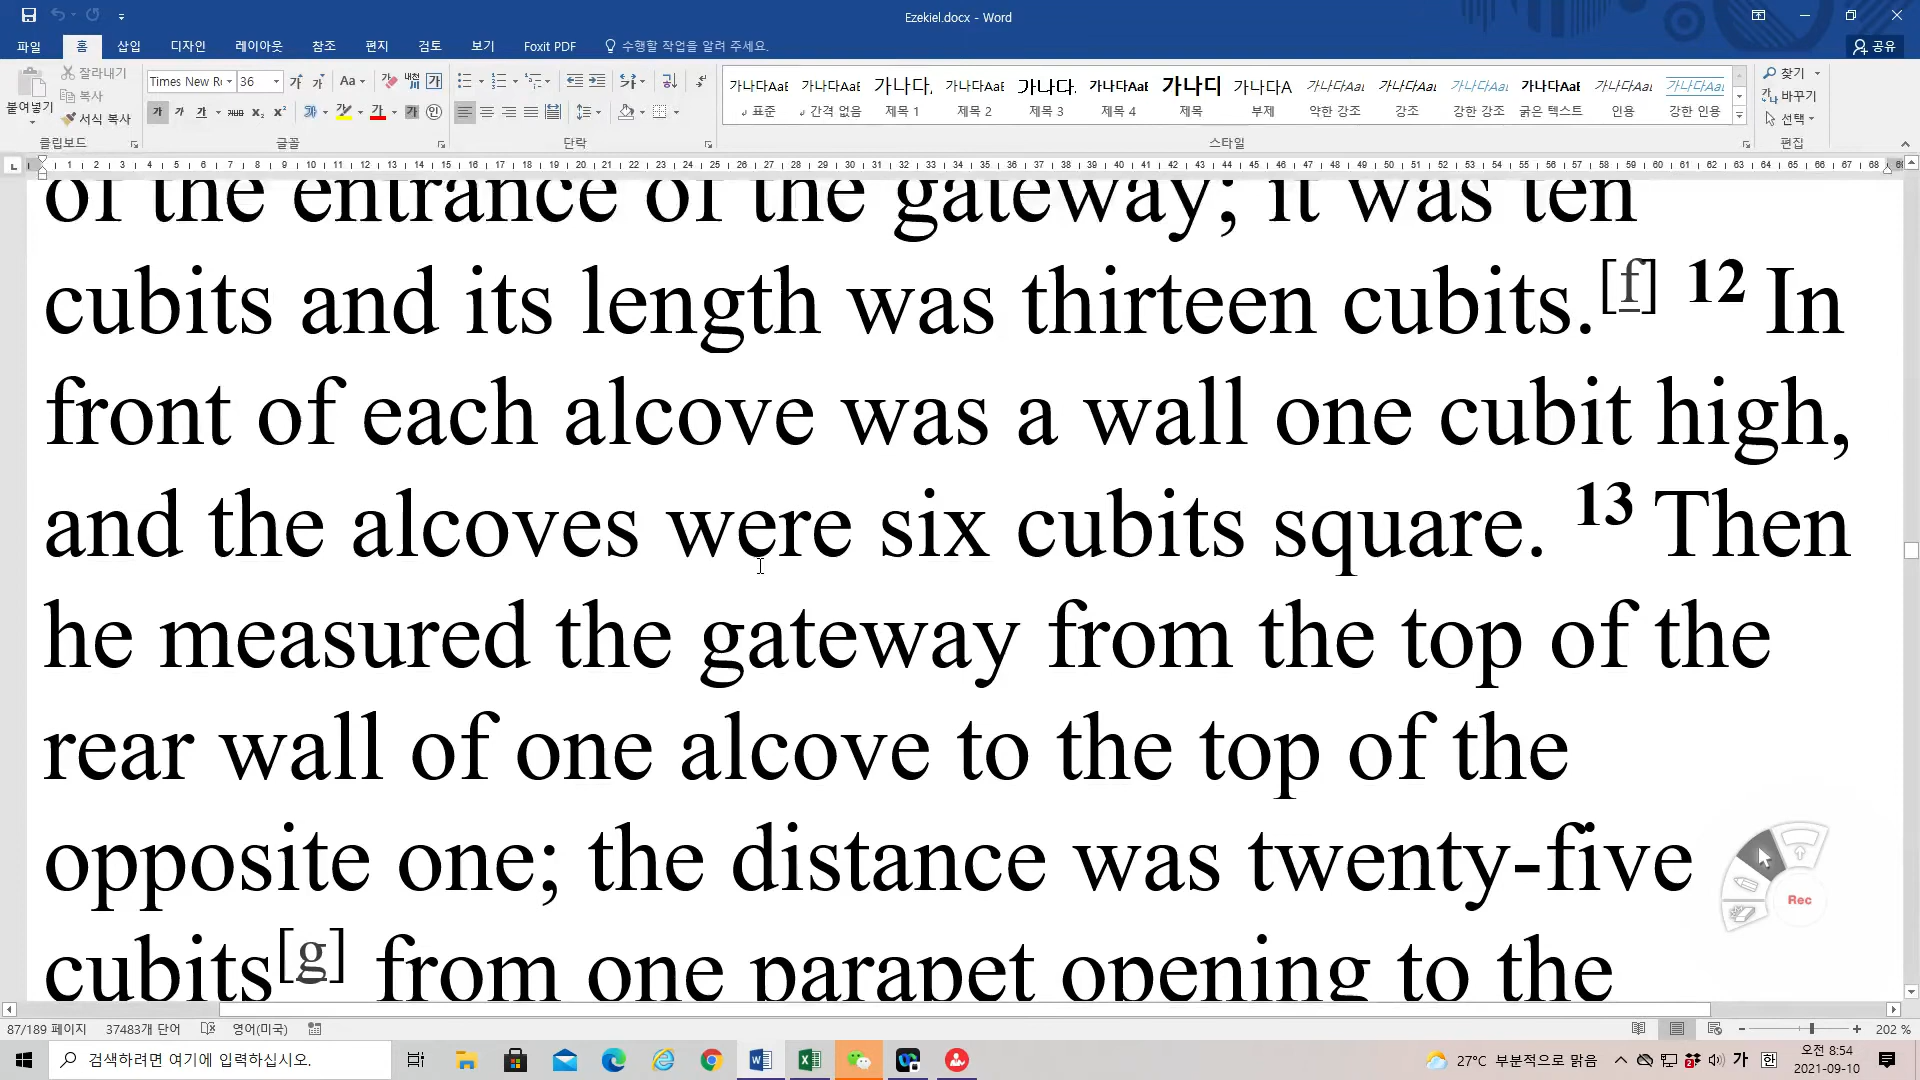 Ezekiel.docx - Word
파일 홈 삽입 디자인 레이아웃 참조 편지 검토 보기 Foxit PDF 수행할 작업을 알려 주세요. 공유
붙여넣기 잘라내기 복사 서식 복사
Times New R 36
가나다AaB 가나다AaB 가나다, 가나다AaE 가나다. 가나다AaB 가나디 가나다A 가나다Aa 가나다Aa 가나다Aa 가나다AaB 가나다Aa 가나다Aa
표준 간격 없음 제목 1 제목 2 제목 3 제목 4 제목 부제 약한 강조 강조 강한 강조 굵은 텍스트 인용 강한 인용
찾기
바꾸기
선택
클립보드 글꼴 단락 스타일 편집
of the entrance of the gateway; it was ten
cubits and its length was thirteen cubits.[f] 12 In
front of each alcove was a wall one cubit high,
and the alcoves were six cubits square. 13 Then
he measured the gateway from the top of the
rear wall of one alcove to the top of the
opposite one; the distance was twenty-five
cubits[g] from one parapet opening to the
Rec
87/189 페이지 37483개 단어 영어(미국) 202 %
검색하려면 여기에 입력하십시오.
27°C 부분적으로 맑음 가 오전 8:54
2021-09-10